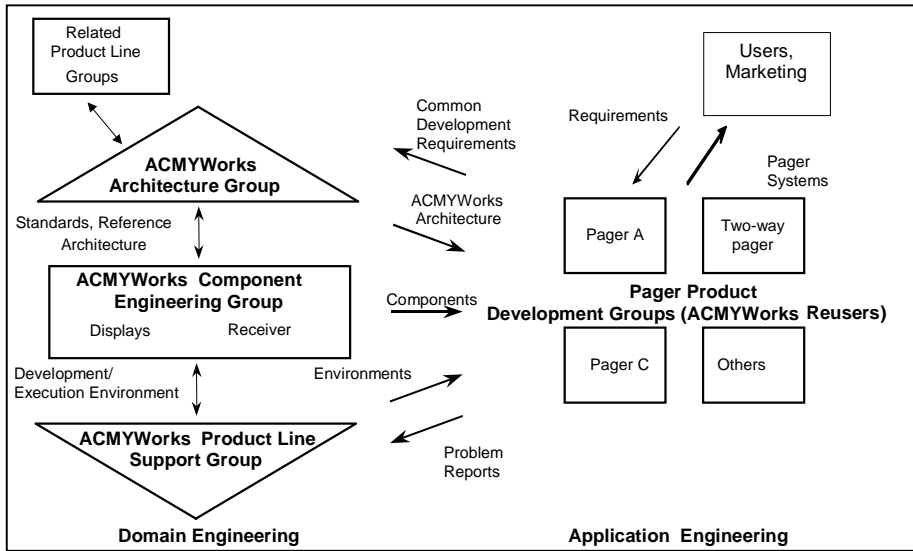 Related
Product Line
Groups
Users,
Marketing
Common
Development
Requirements
Requirements
ACMYWorks
Architecture Group
Pager
Systems
ACMYWorks
Architecture
Standards, Reference
Architecture
Pager A
Two-way
pager
ACMYWorks Component
Engineering Group
Displays
Receiver
Components
Pager Product
Development Groups (ACMYWorks Reusers)
Development/
Execution Environment
Environments
Pager C
Others
ACMYWorks Product Line
Support Group
Problem
Reports
Domain Engineering
Application Engineering